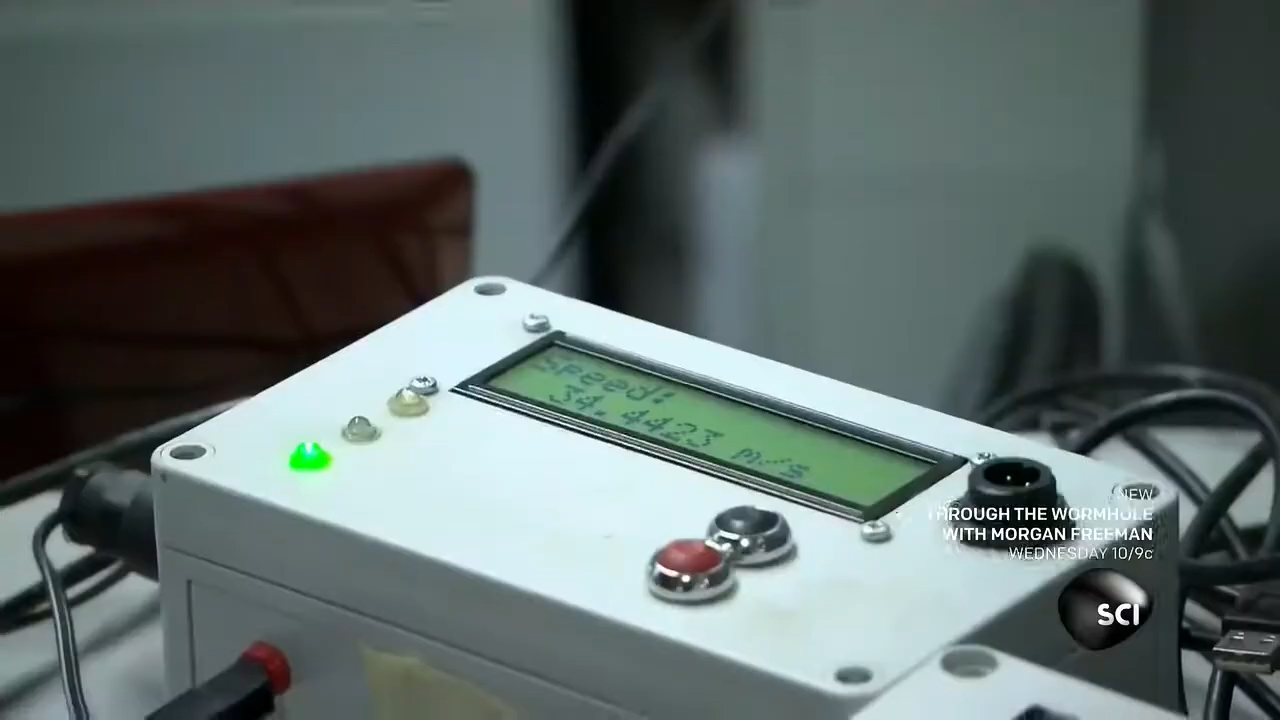 Speed:
34.4423 m/s
NEW
THROUGH THE WORMHOLE
WITH MORGAN FREEMAN
WEDNESDAY 10/9c
SCI